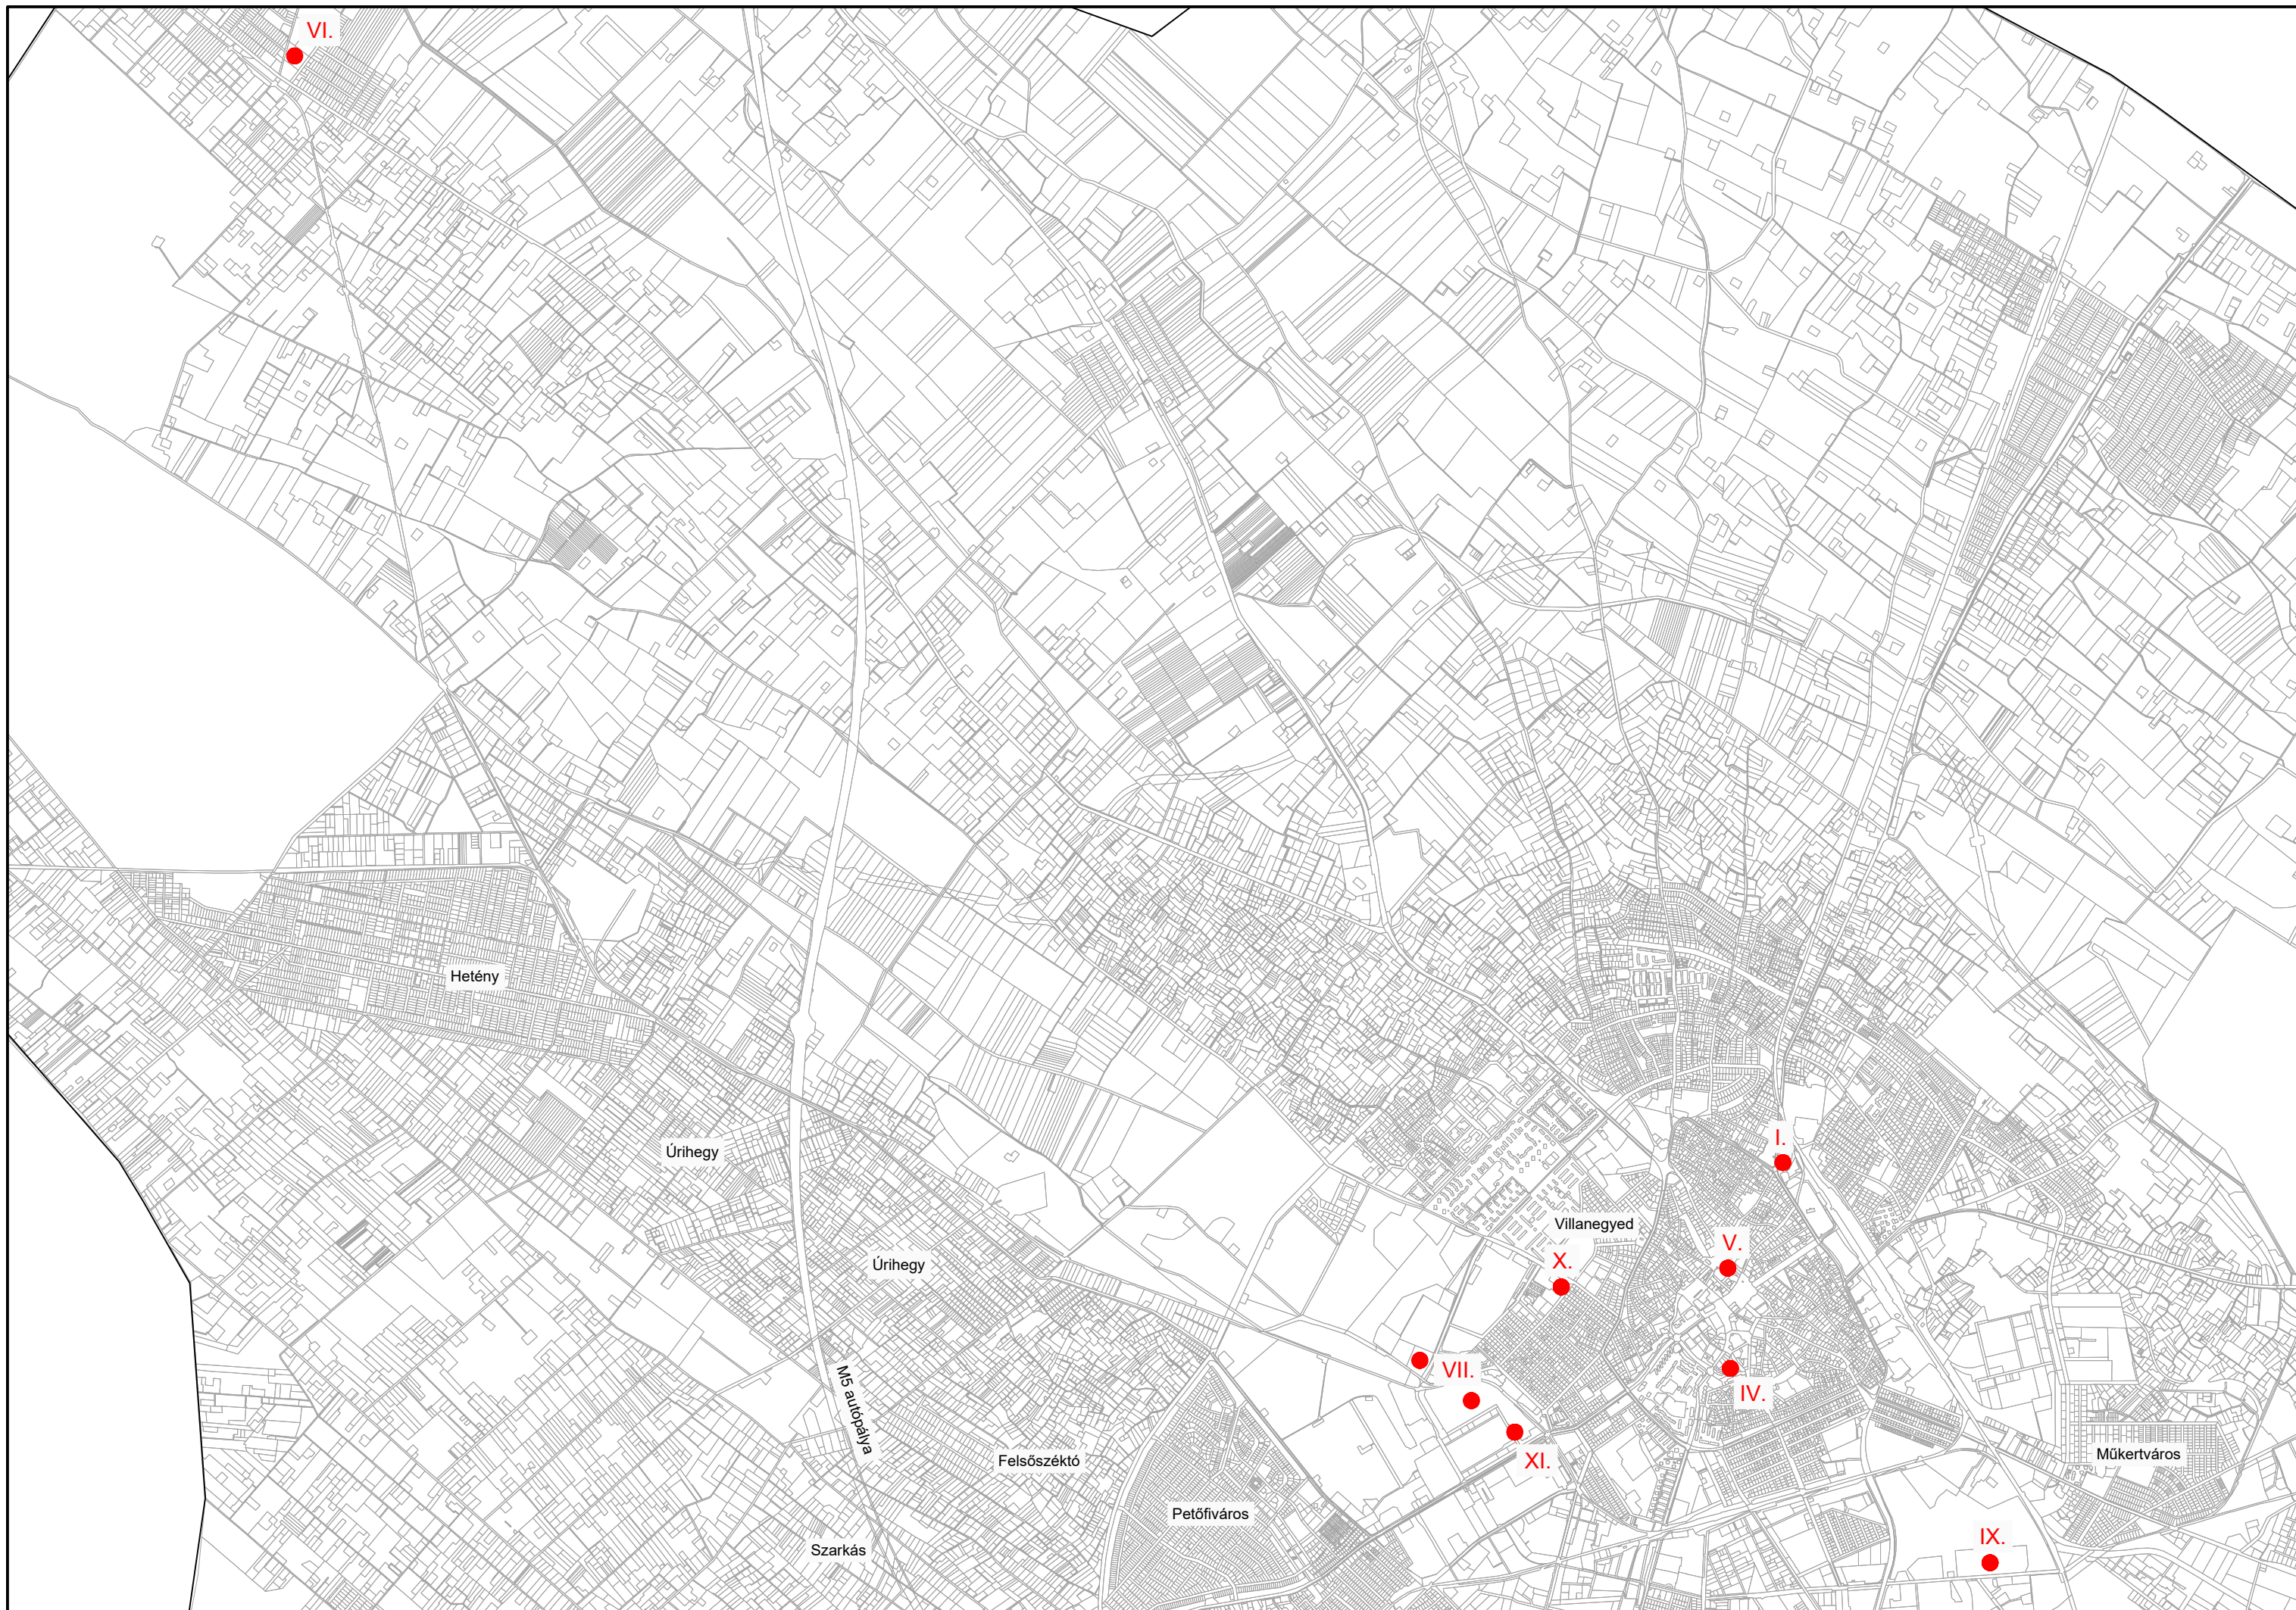 VI.
Hetény
I.
Úrihegy
Villanegyed
V.
X.
Úrihegy
VII.
IV.
M5 autópálya
Műkertváros
Felsőszéktó
XI.
Petőfiváros
IX.
Szarkás